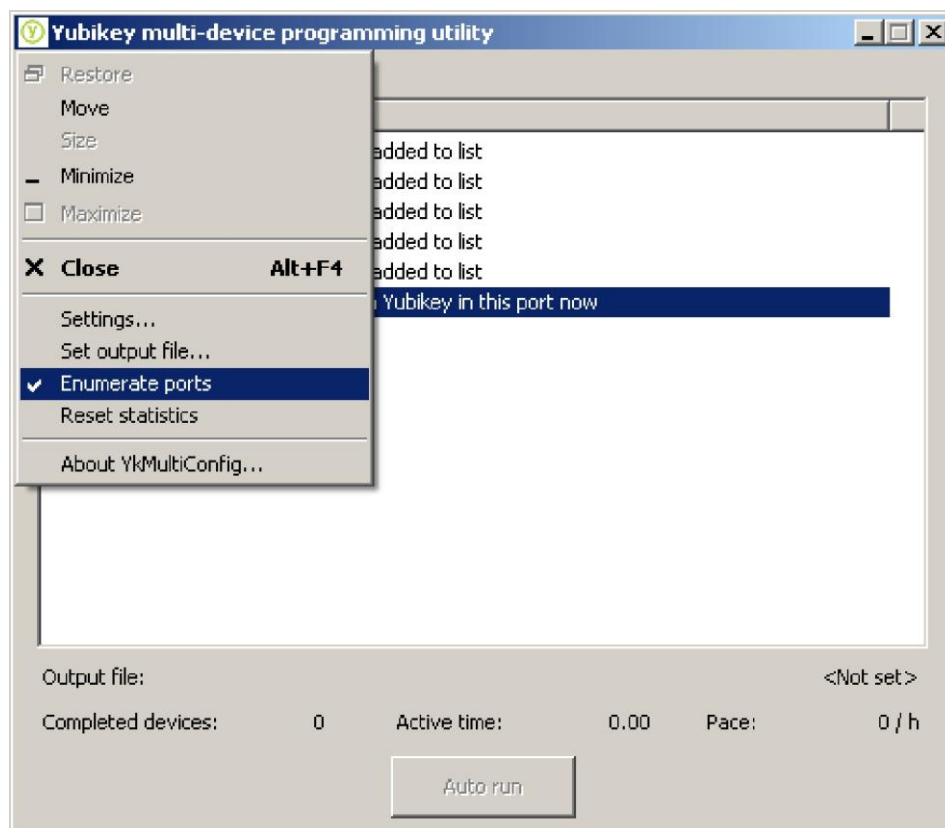 Yubikey multi-device programming utility
Restore
Move
Size
Minimize
Maximize
Close Alt+F4
Settings...
Set output file...
Enumerate ports
Reset statistics
About YkMultiConfig...
added to list
added to list
added to list
added to list
added to list
Yubikey in this port now
Output file: <Not set>
Completed devices: 0 Active time: 0.00 Pace: 0 / h
Auto run